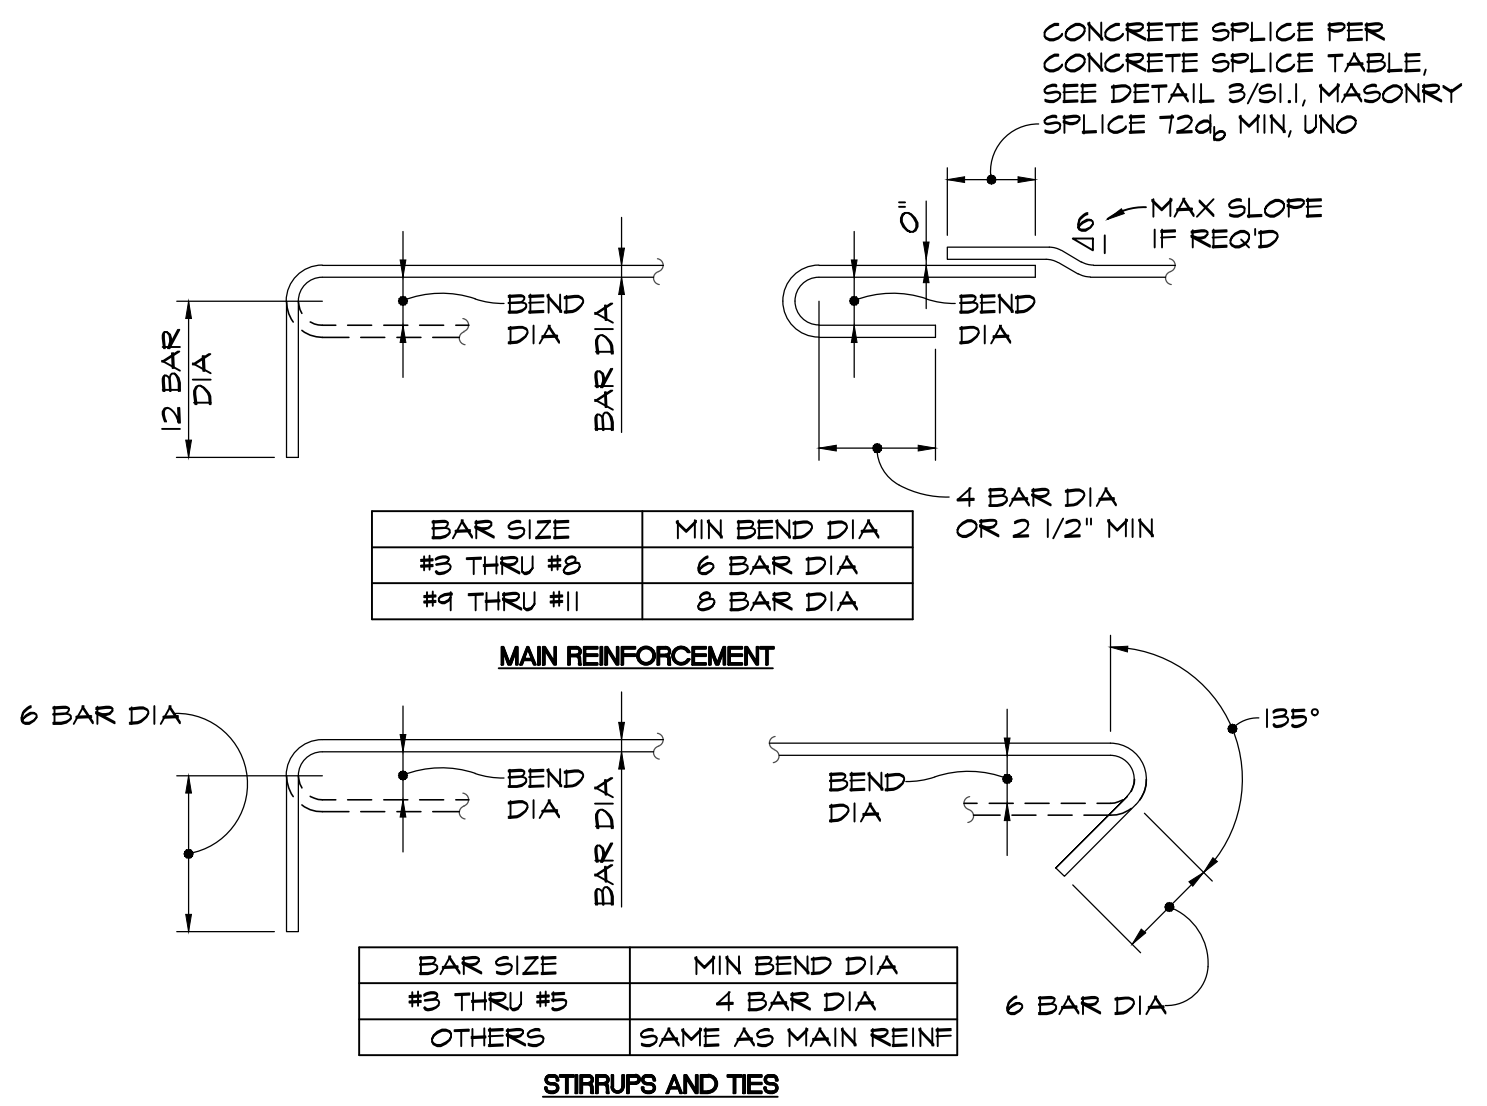 CONCRETE SPLICE PER
CONCRETE SPLICE TABLE,
SEE DETAIL 3/S1.1, MASONRY
SPLICE 72db MIN, UNO
0"
6
1
MAX SLOPE
IF REQ'D
12 BAR
DIA
BEND
DIA
BAR DIA
BEND
DIA
4 BAR DIA
OR 2 1/2" MIN
BAR SIZE MIN BEND DIA
#3 THRU #8 6 BAR DIA
#9 THRU #11 8 BAR DIA
MAIN REINFORCEMENT
6 BAR DIA
BEND
DIA
BAR DIA
BEND
DIA
135°
6 BAR DIA
BAR SIZE MIN BEND DIA
#3 THRU #5 4 BAR DIA
OTHERS SAME AS MAIN REINF
STIRRUPS AND TIES